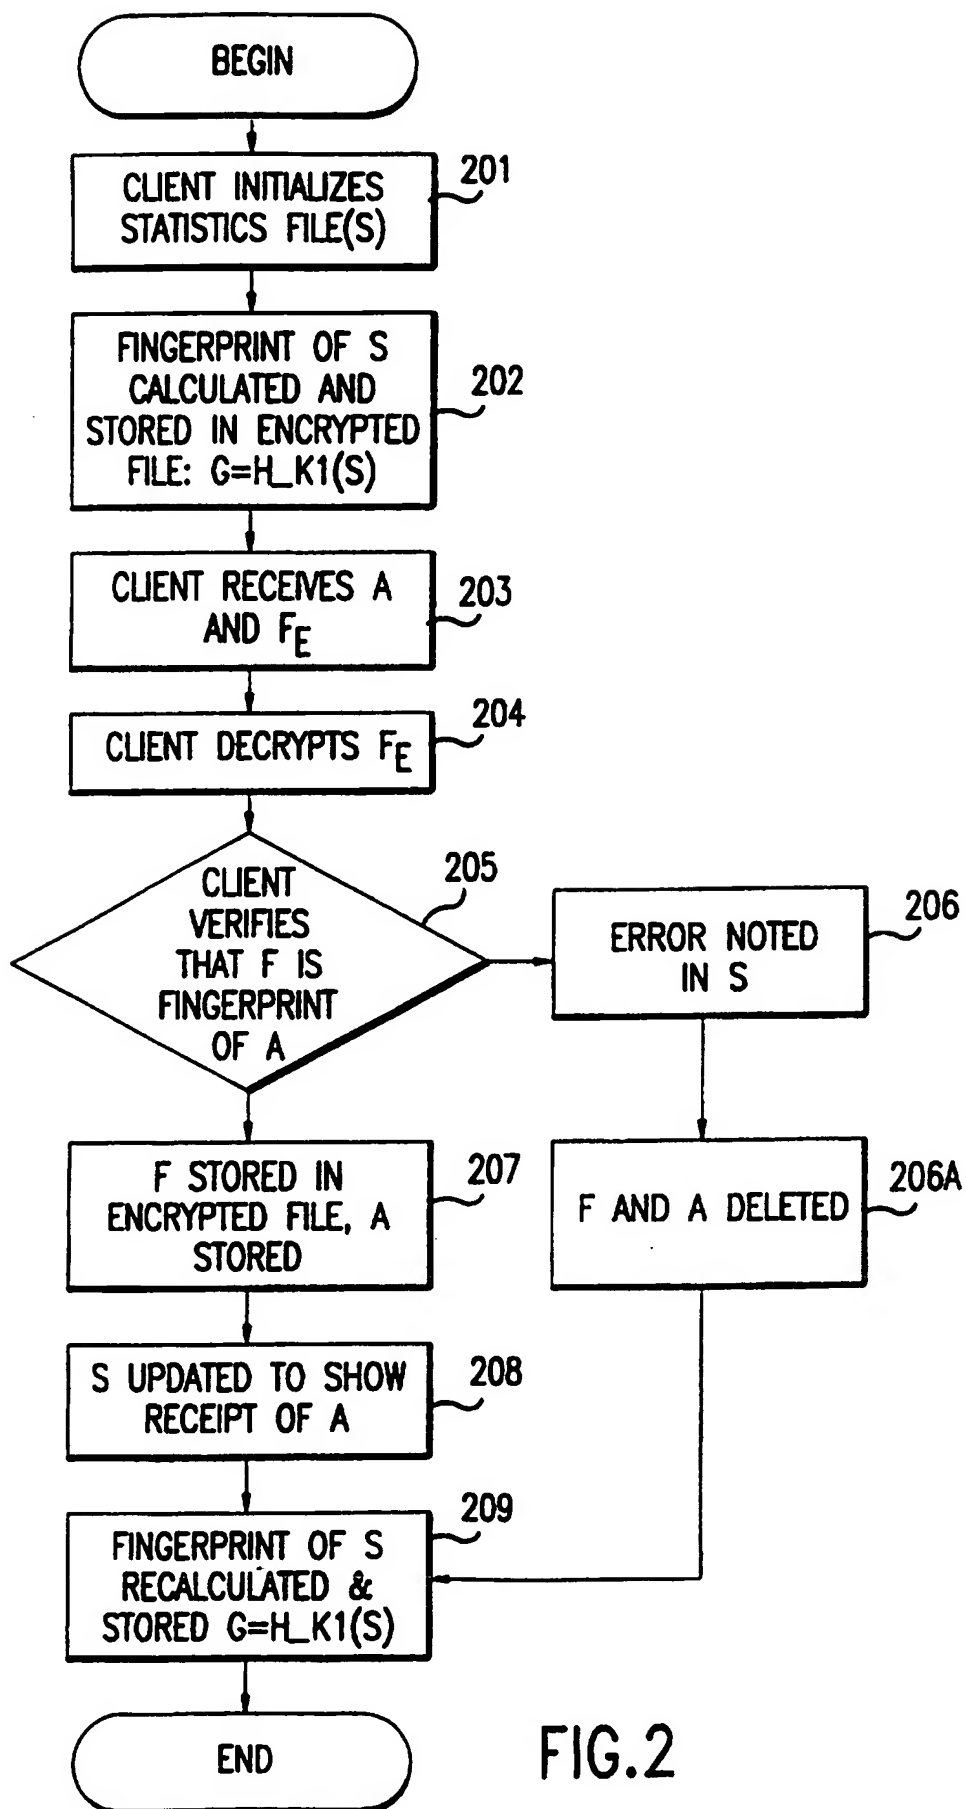 BEGIN
201
CLIENT INITIALIZES
STATISTICS FILE(S)
FINGERPRINT OF S
CALCULATED AND
STORED IN ENCRYPTED
FILE: G=H_K1(S)
202
CLIENT RECEIVES A
AND FE
203
CLIENT DECRYPTS FE
204
CLIENT
VERIFIES
THAT F IS
FINGERPRINT
OF A
205
ERROR NOTED
IN S
206
F STORED IN
ENCRYPTED FILE, A
STORED
207
F AND A DELETED
206A
S UPDATED TO SHOW
RECEIPT OF A
208
FINGERPRINT OF S
RECALCULATED &
STORED G=H_K1(S)
209
END
FIG.2